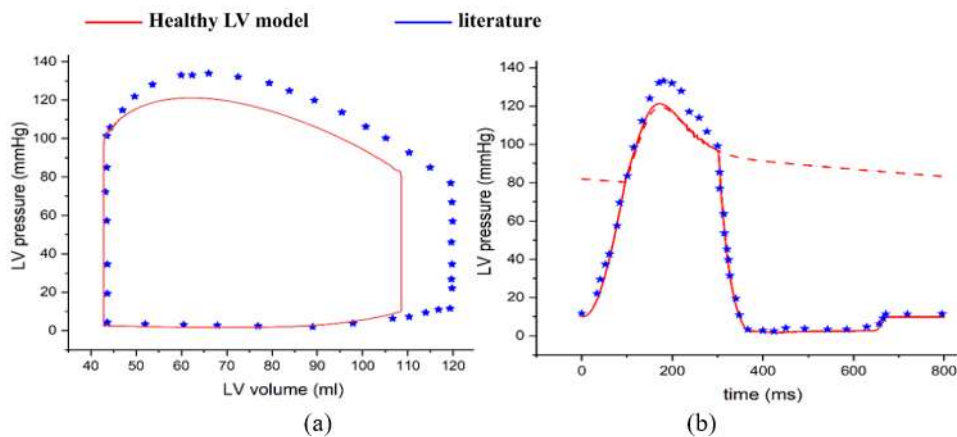 Healthy LV model
literature
LV pressure (mmHg)
140
120
100
80
60
40
20
0
40 50 60 70 80 90 100 110 120
LV volume (ml)
(a)
LV pressure (mmHg)
140
120
100
80
60
40
20
0
0 200 400 600 800
time (ms)
(b)